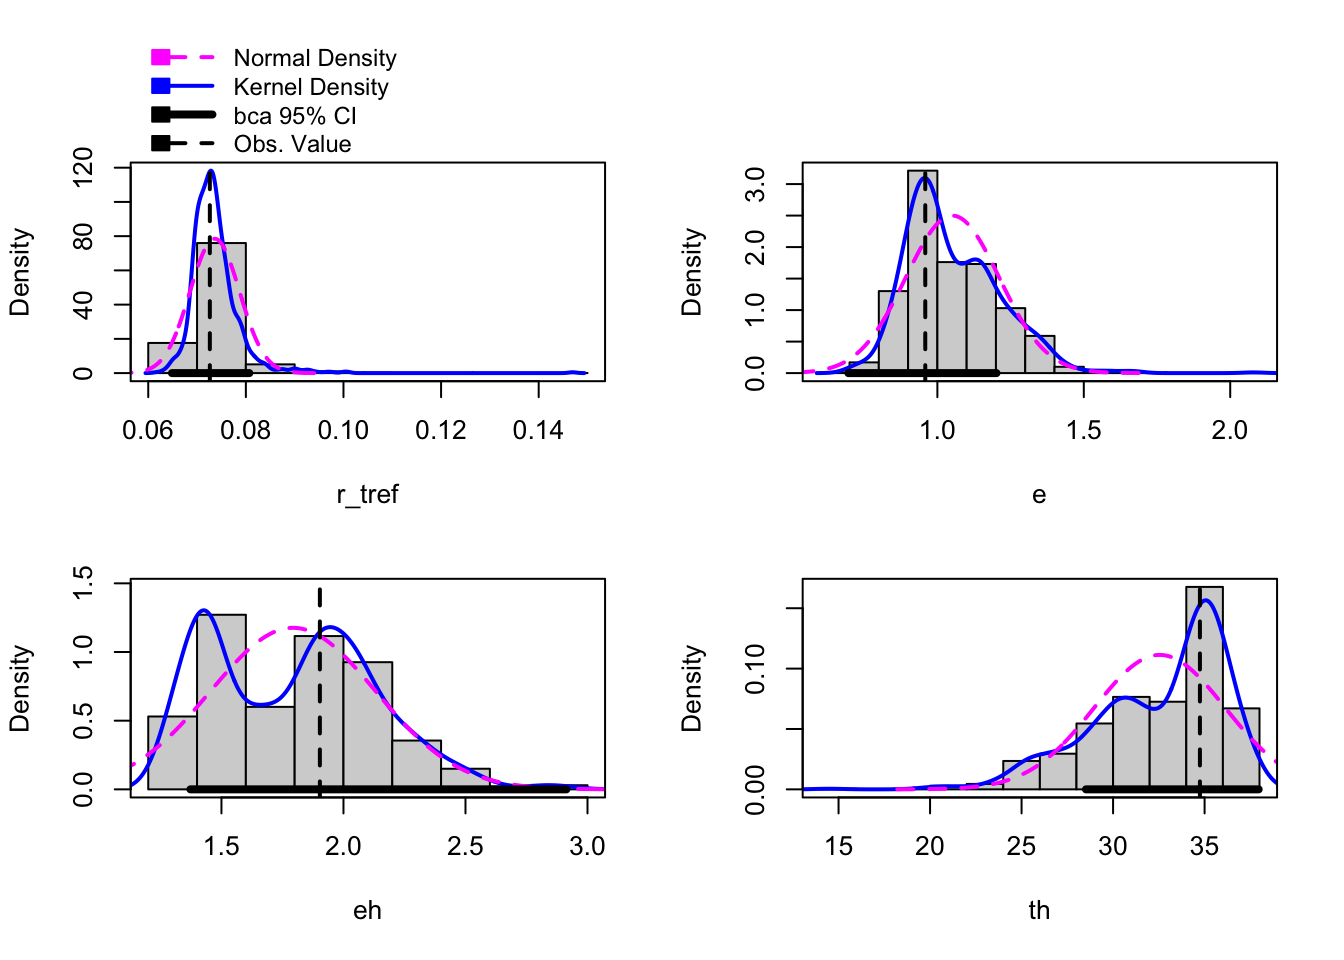 Normal Density
Kernel Density
bca 95% CI
Obs. Value
Density
0 40 80 120
0.06 0.08 0.10 0.12 0.14
r_tref
Density
0.0 1.0 2.0 3.0
1.0 1.5 2.0
e
Density
0.0 0.5 1.0 1.5
1.5 2.0 2.5 3.0
eh
Density
0.00 0.10
15 20 25 30 35
th